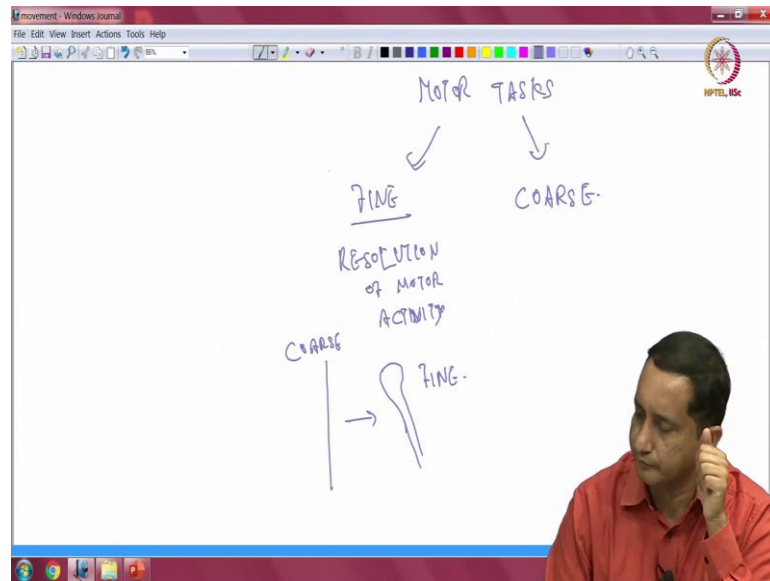 movement - Windows Journal
File Edit View Insert Actions Tools Help
95%
B I
NPTEL, IISc
MOTOR TASKS
FINE
COARSE.
RESOLUTION
OF MOTOR
ACTIVITY
COARSE
FINE.